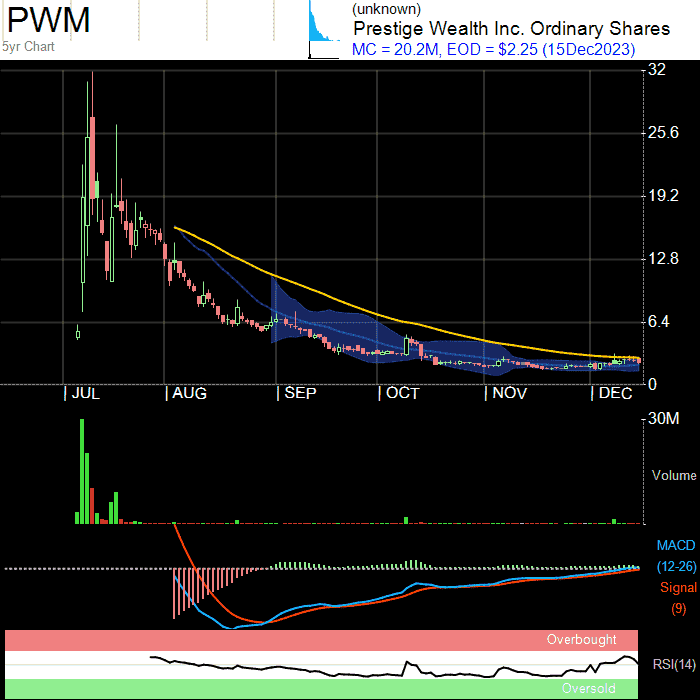 PWM
5yr Chart
(unknown)
Prestige Wealth Inc. Ordinary Shares
MC = 20.2M, EOD = $2.25 (15Dec2023)
32
25.6
19.2
12.8
6.4
0
| JUL | AUG | SEP | OCT | NOV | DEC
30M
Volume
MACD
(12-26)
Signal
(9)
Overbought
RSI(14)
Oversold